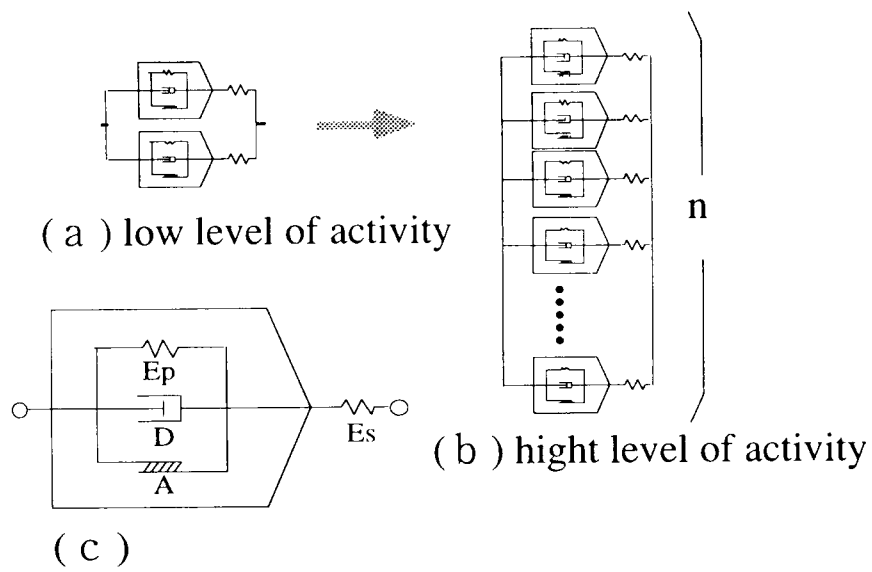 ( a ) low level of activity
n
( b ) hight level of activity
Ep
D
A
Es
( c )